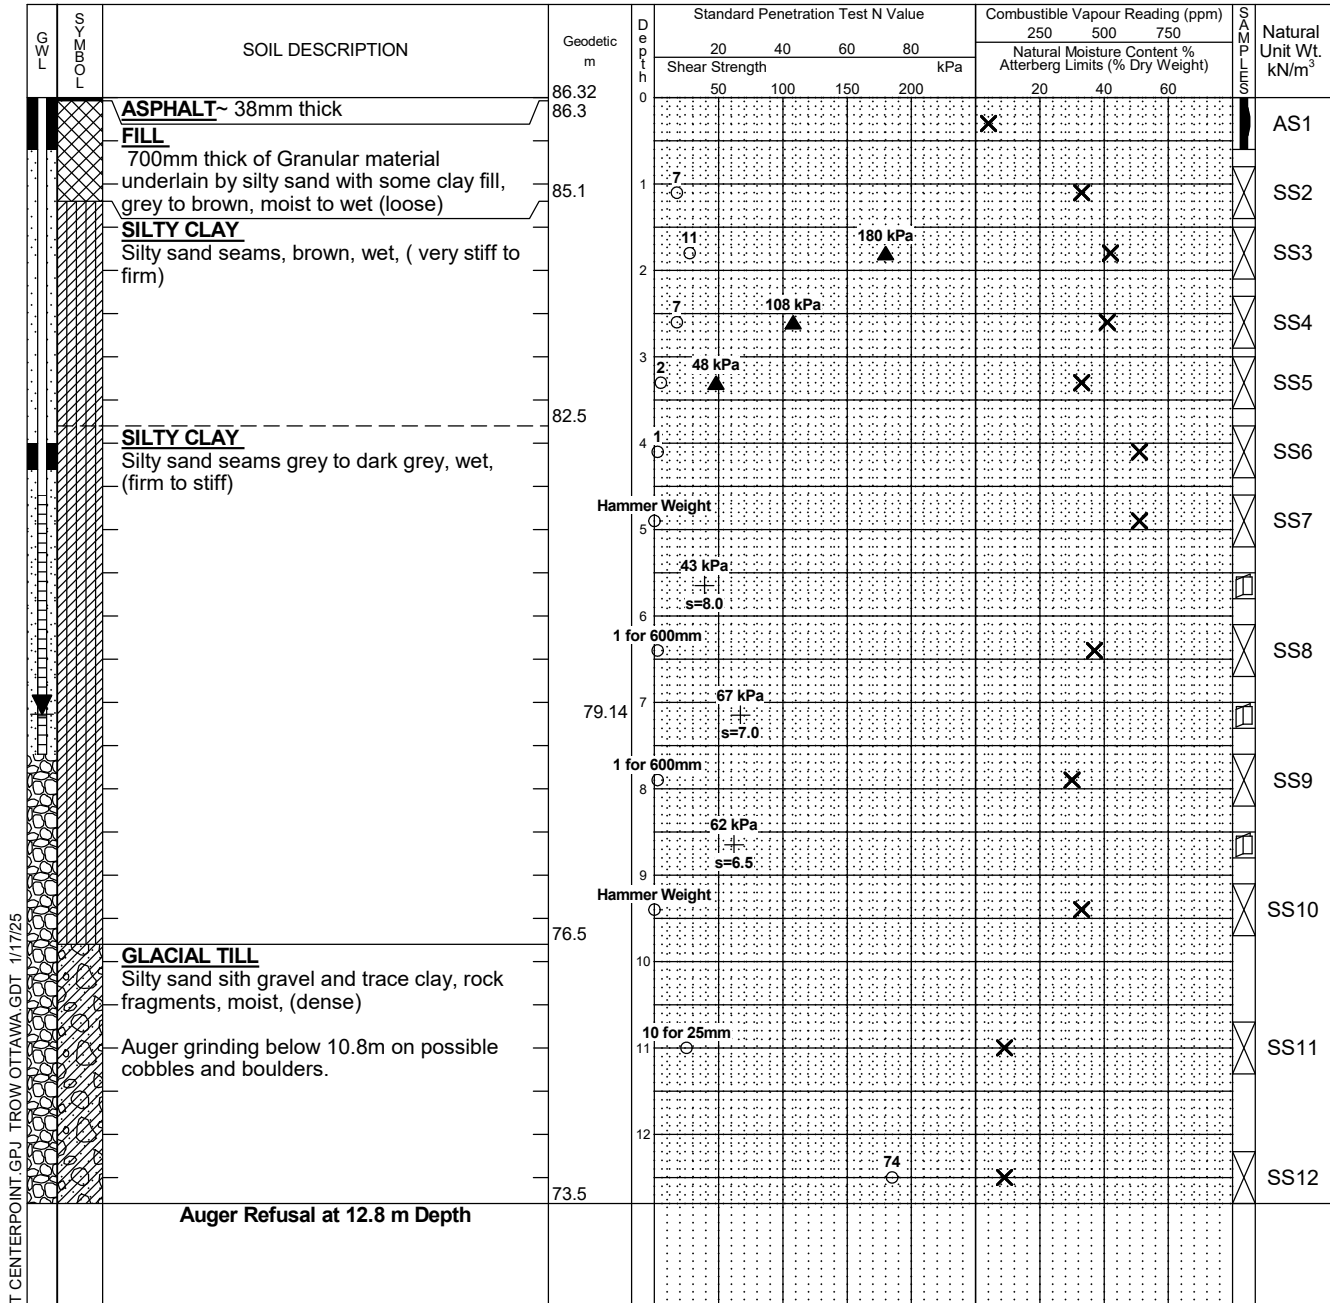 GWL
SYMBOL
SOIL DESCRIPTION
Geodetic
m
Depth
Standard Penetration Test N Value
20 40 60 80
Shear Strength kPa
50 100 150 200
Combustible Vapour Reading (ppm)
250 500 750
Natural Moisture Content %
Atterberg Limits (% Dry Weight)
20 40 60
SAMPLES
Natural
Unit Wt.
kN/m³
86.32
0
ASPHALT~ 38mm thick
86.3
AS1
FILL
700mm thick of Granular material
underlain by silty sand with some clay fill,
grey to brown, moist to wet (loose)
85.1
1
7
SS2
SILTY CLAY
Silty sand seams, brown, wet, ( very stiff to
firm)
11
180 kPa
SS3
2
7
108 kPa
SS4
3
2
48 kPa
SS5
82.5
SILTY CLAY
Silty sand seams grey to dark grey, wet,
(firm to stiff)
4
1
SS6
Hammer Weight
SS7
5
43 kPa
s=8.0
6
1 for 600mm
SS8
7
79.14
67 kPa
s=7.0
1 for 600mm
SS9
8
62 kPa
s=6.5
9
Hammer Weight
SS10
76.5
GLACIAL TILL
Silty sand sith gravel and trace clay, rock
fragments, moist, (dense)
10
Auger grinding below 10.8m on possible
cobbles and boulders.
10 for 25mm
11
SS11
12
74
SS12
73.5
Auger Refusal at 12.8 m Depth
T CENTERPOINT.GPJ TROW OTTAWA.GDT 1/17/25